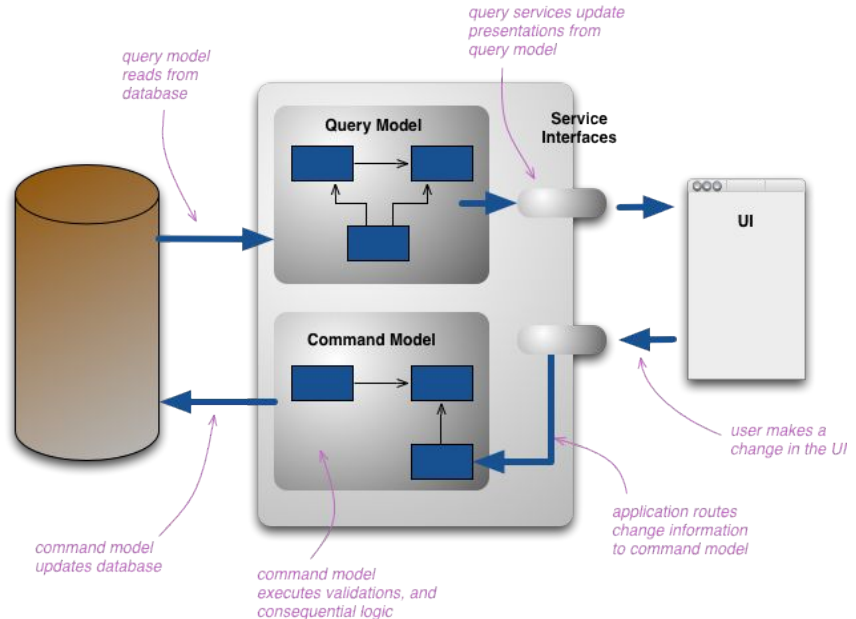 query services update
presentations from
query model
query model
reads from
database
Query Model
Service
Interfaces
UI
Command Model
user makes a
change in the UI
application routes
change information
to command model
command model
updates database
command model
executes validations, and
consequential logic